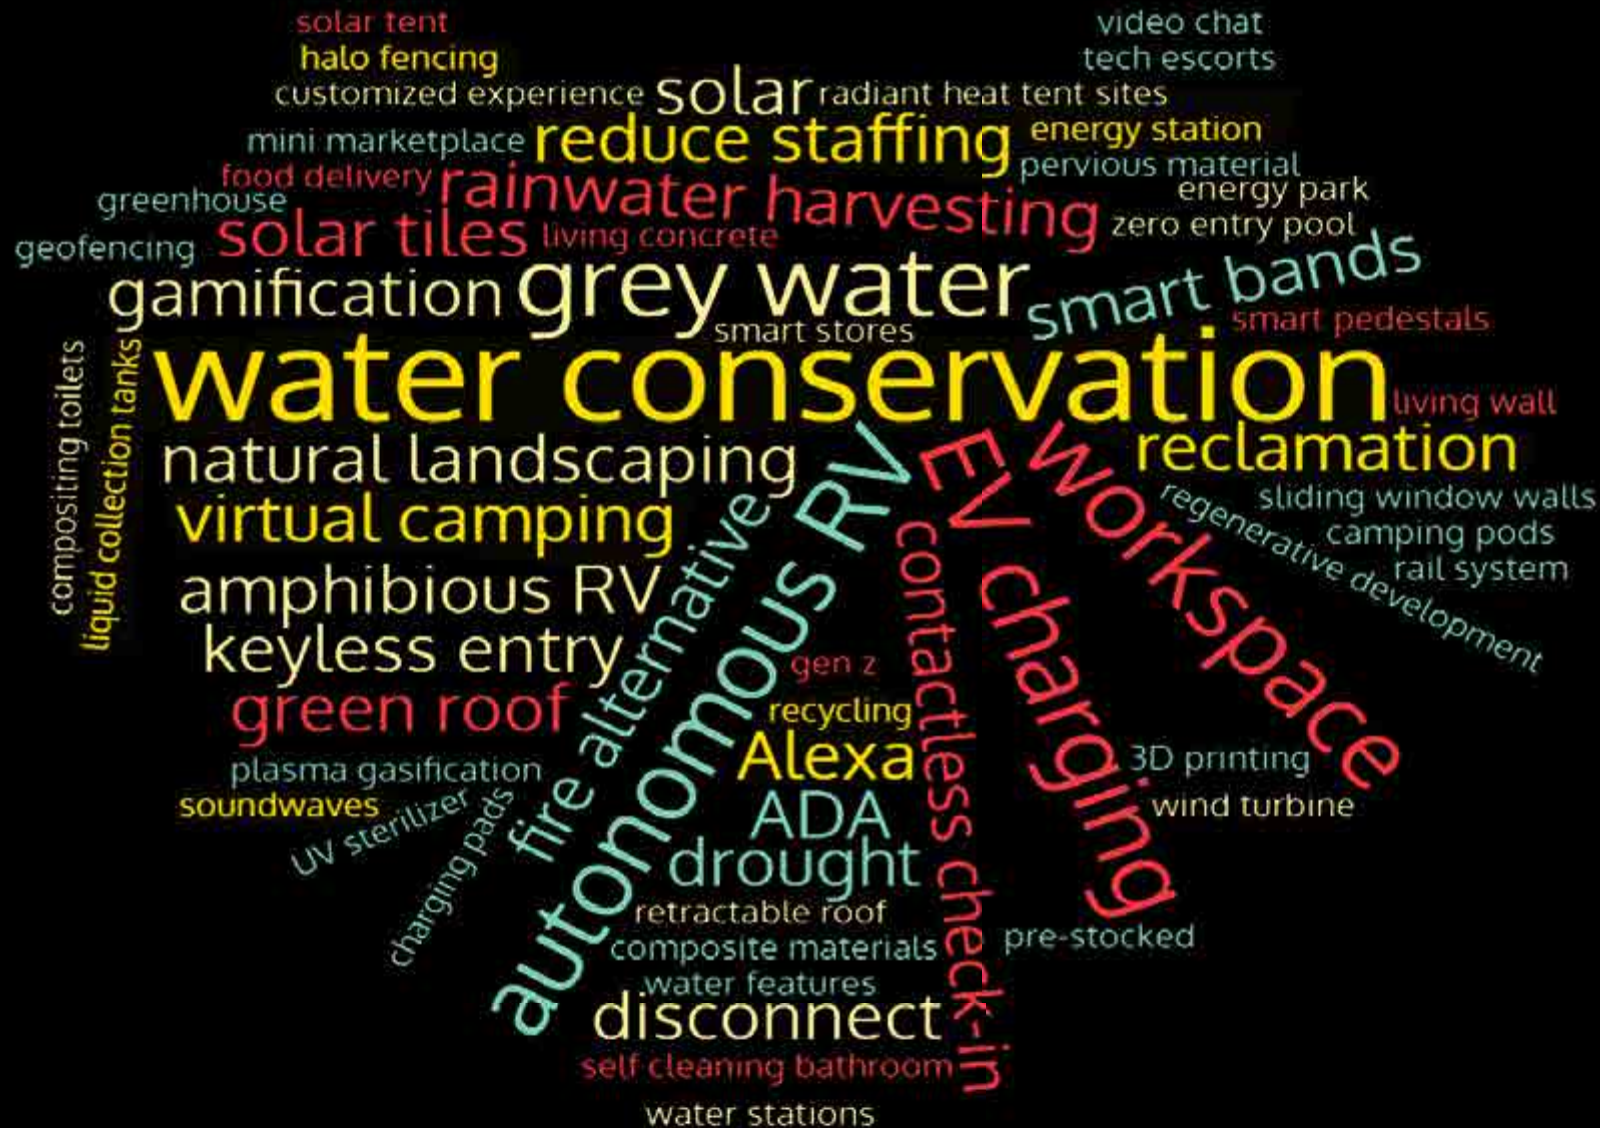 solar tent
video chat
halo fencing
tech escorts
customized experience
solar
radiant heat tent sites
mini marketplace
reduce staffing
energy station
pervious material
food delivery
rainwater harvesting
energy park
greenhouse
zero entry pool
geofencing
solar tiles
living concrete
smart bands
gamification
grey water
smart pedestals
smart stores
compositing toilets
liquid collection tanks
water conservation
living wall
natural landscaping
reclamation
virtual camping
fire alternative
autonomous RV
EV charging
workspace
contactless check-in
regenerative development
sliding window walls
camping pods
rail system
amphibious RV
keyless entry
gen z
green roof
recycling
Alexa
plasma gasification
3D printing
soundwaves
wind turbine
UV sterilizer
charging pads
ADA
drought
retractable roof
pre-stocked
composite materials
water features
disconnect
self cleaning bathroom
water stations